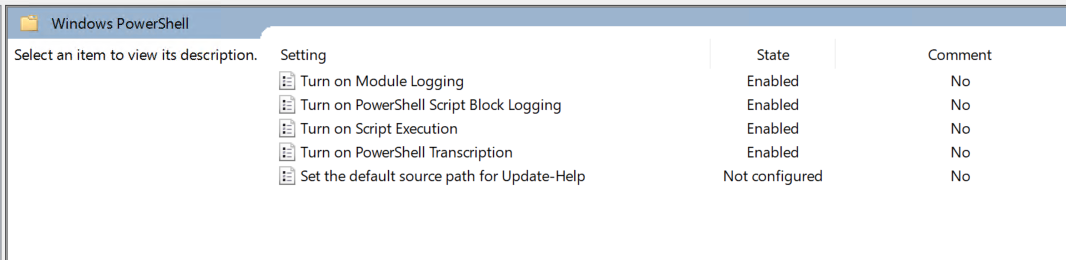 Windows PowerShell
Select an item to view its description.
Setting State Comment
Turn on Module Logging Enabled No
Turn on PowerShell Script Block Logging Enabled No
Turn on Script Execution Enabled No
Turn on PowerShell Transcription Enabled No
Set the default source path for Update-Help Not configured No